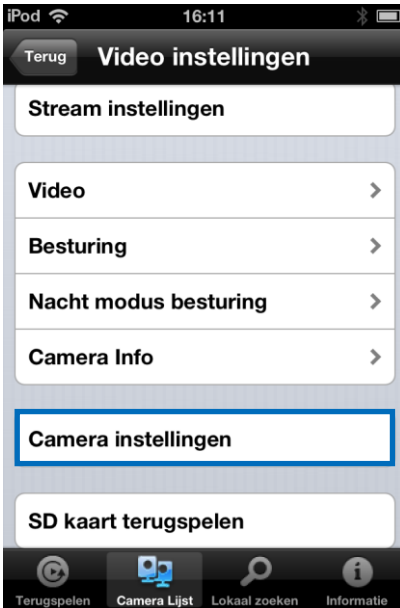 iPod 16:11
Terug Video instellingen
Stream instellingen
Video
Besturing
Nacht modus besturing
Camera Info
Camera instellingen
SD kaart terugspelen
Terugspelen Camera Lijst Lokaal zoeken Informatie